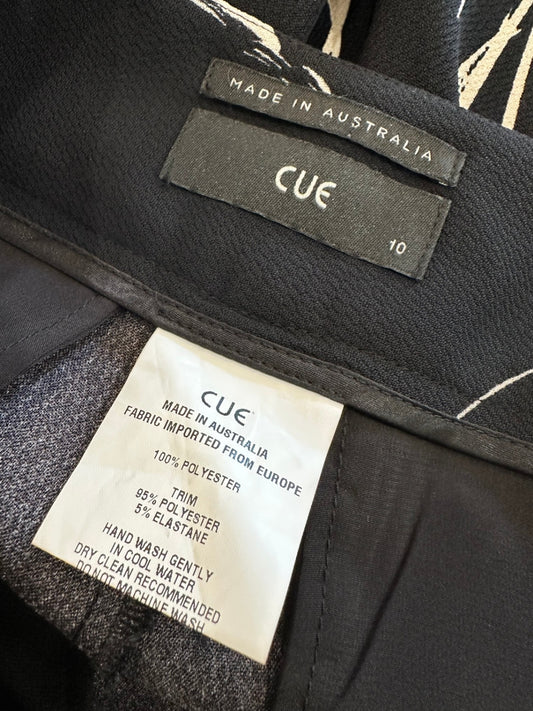 MADE IN AUSTRALIA
CUE
10
CUE
MADE IN AUSTRALIA
FABRIC IMPORTED FROM EUROPE
100% POLYESTER
TRIM
95% POLYESTER
5% ELASTANE
HAND WASH GENTLY
IN COOL WATER
DRY CLEAN RECOMMENDED
DO NOT MACHINE WASH